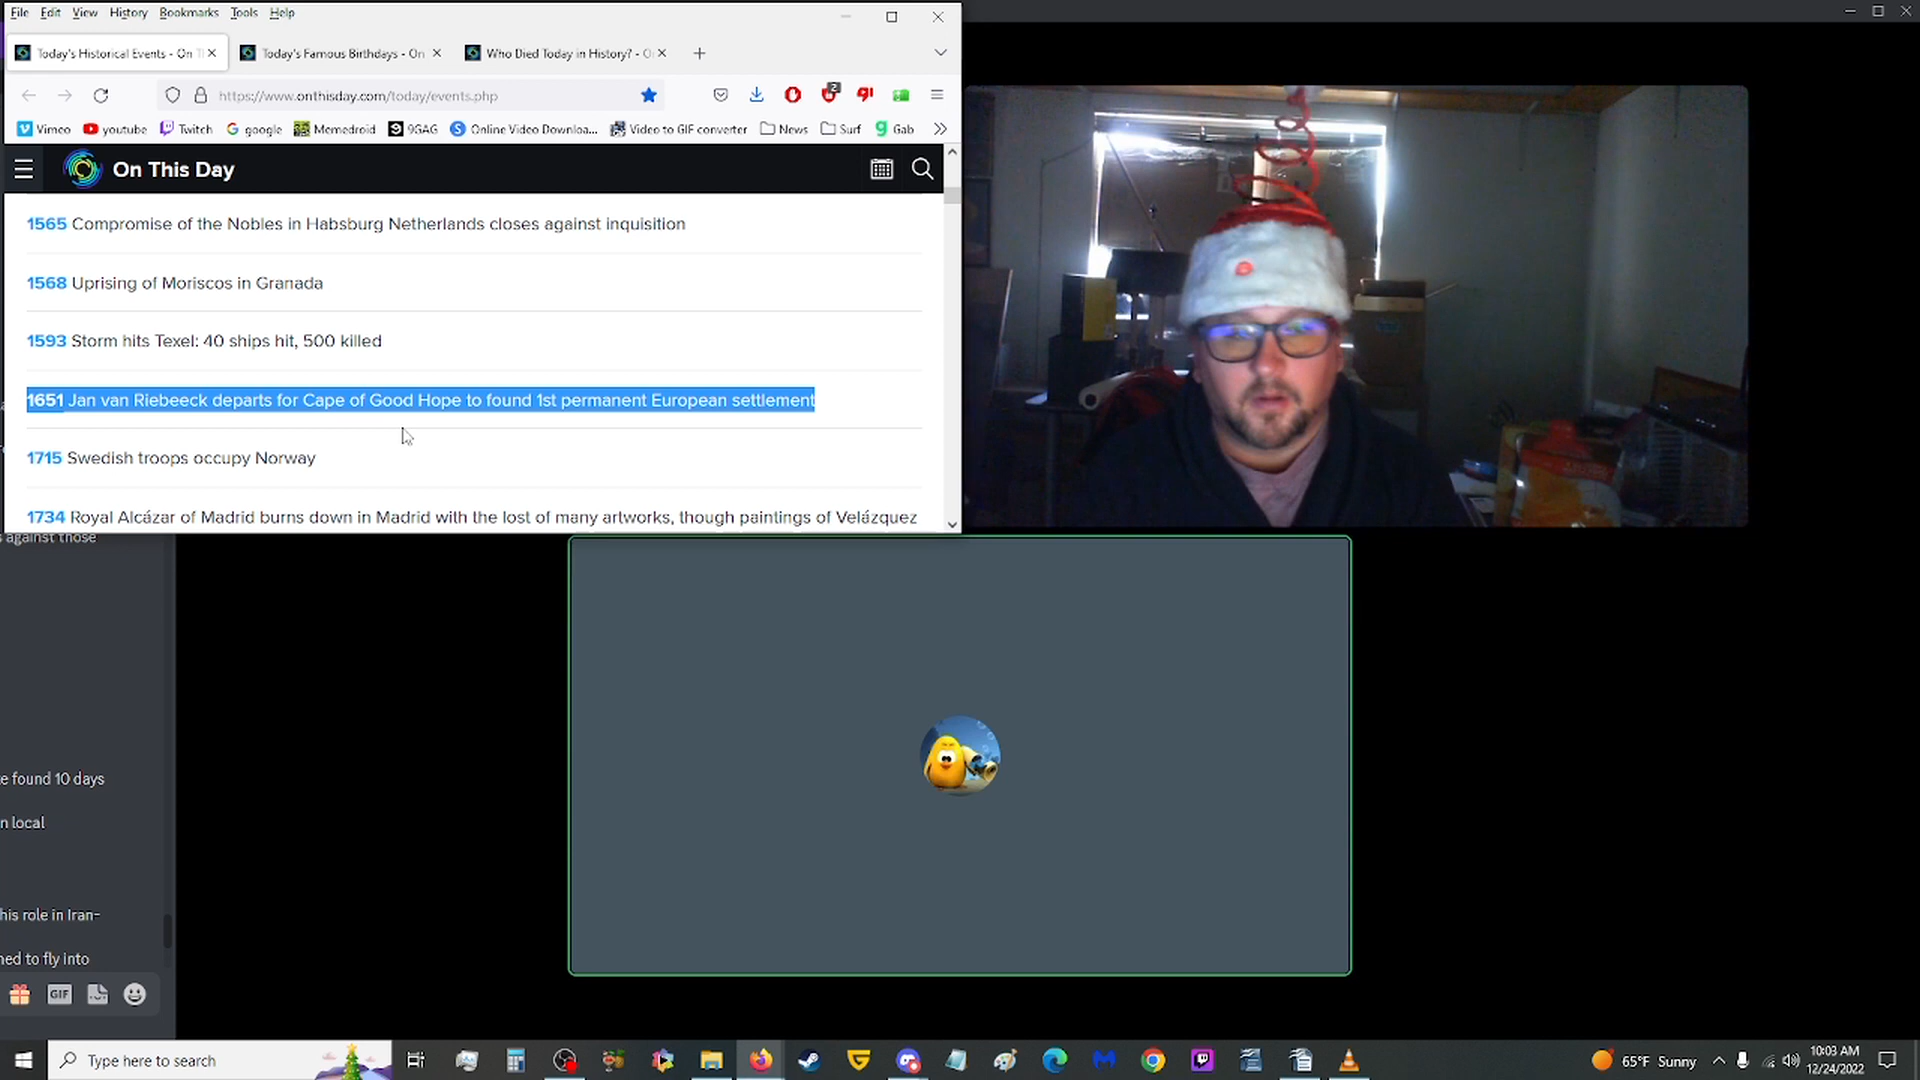 File Edit View History Bookmarks Tools Help
Today's Historical Events - On T
Today's Famous Birthdays - On
Who Died Today in History? - O
https://www.onthisday.com/today/events.php
2
Vimeo youtube Twitch google Memedroid 9GAG Online Video Downloa... Video to GIF converter News Surf Gab
On This Day
1565 Compromise of the Nobles in Habsburg Netherlands closes against inquisition
1568 Uprising of Moriscos in Granada
1593 Storm hits Texel: 40 ships hit, 500 killed
1651 Jan van Riebeeck departs for Cape of Good Hope to found 1st permanent European settlement
1715 Swedish troops occupy Norway
1734 Royal Alcázar of Madrid burns down in Madrid with the lost of many artworks, though paintings of Velázquez
s against those
e found 10 days
n local
his role in Iran-
ned to fly into
GIF
Type here to search
65°F Sunny
10:03 AM
12/24/2022